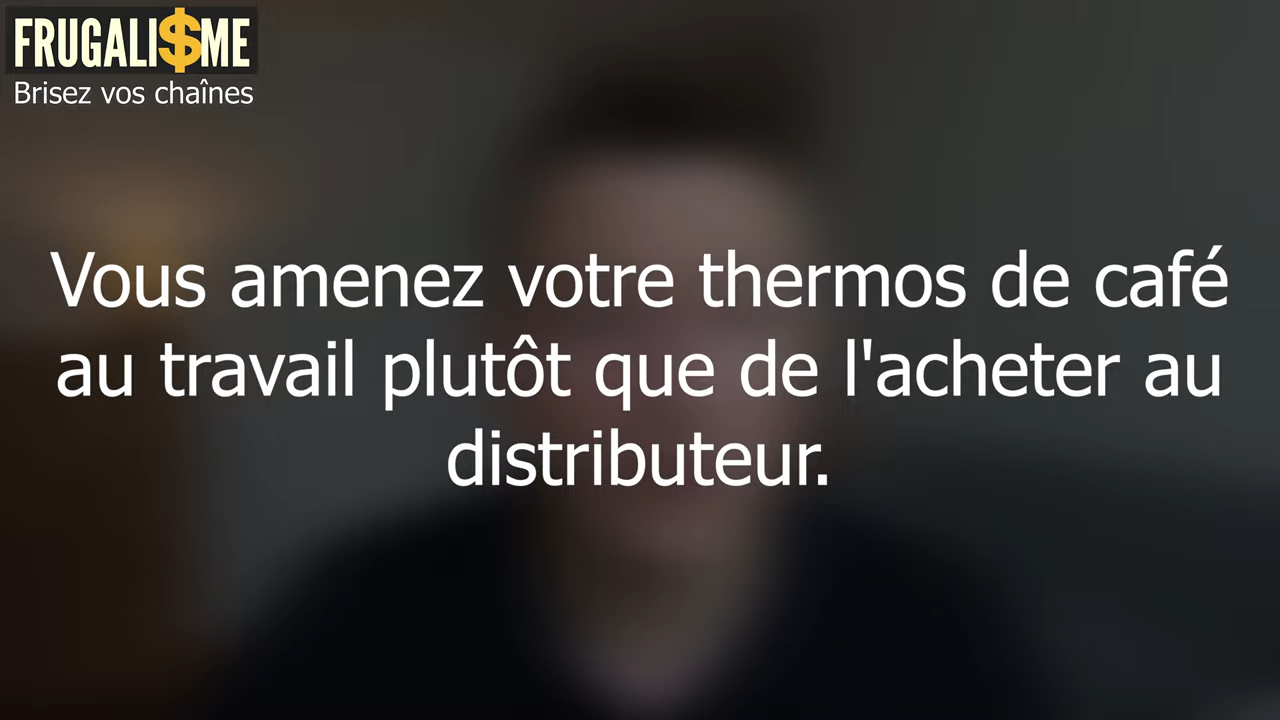 FRUGALI$ME
Brisez vos chaînes
Vous amenez votre thermos de café
au travail plutôt que de l'acheter au
distributeur.